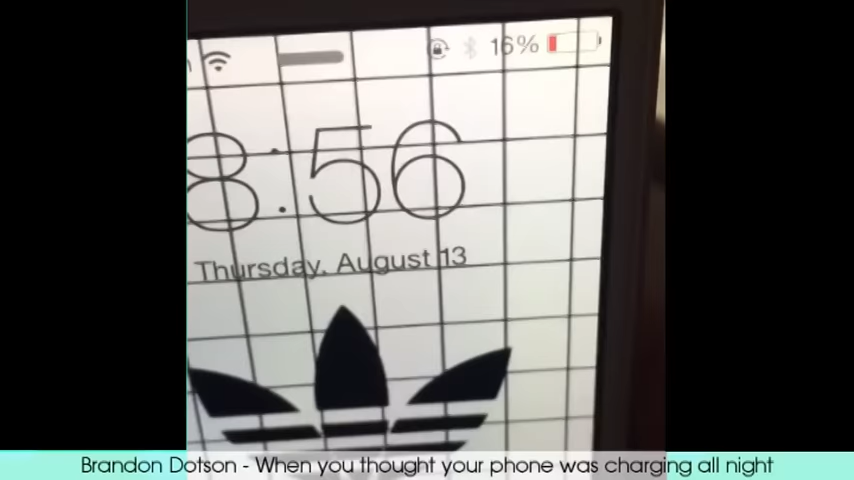 16%
8:56
Thursday, August 13
Brandon Dotson - When you thought your phone was charging all night